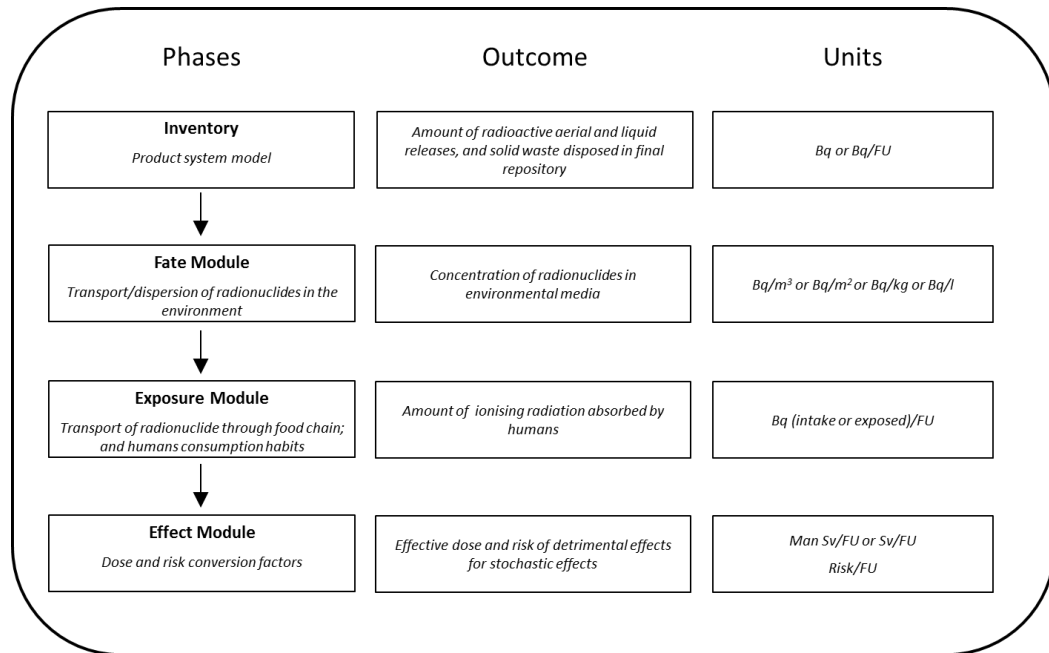 Phases
Outcome
Units
Inventory
Product system model
Amount of radioactive aerial and liquid
releases, and solid waste disposed in final
repository
Bq or Bq/FU
Fate Module
Transport/dispersion of radionuclides in the
environment
Concentration of radionuclides in
environmental media
Bq/m³ or Bq/m² or Bq/kg or Bq/l
Exposure Module
Transport of radionuclide through food chain;
and humans consumption habits
Amount of ionising radiation absorbed by
humans
Bq (intake or exposed)/FU
Effect Module
Dose and risk conversion factors
Effective dose and risk of detrimental effects
for stochastic effects
Man Sv/FU or Sv/FU
Risk/FU